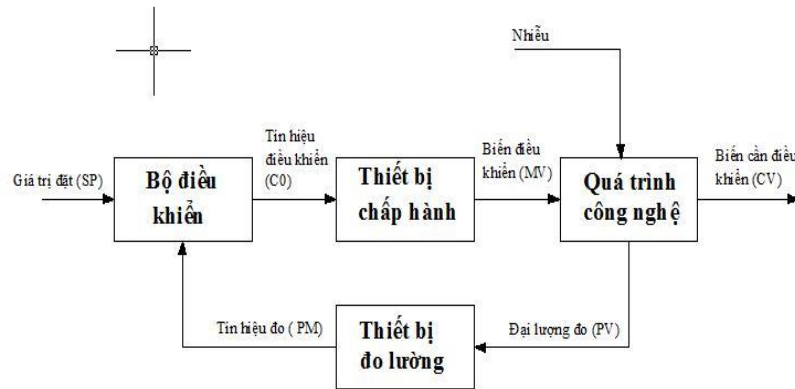 Nhiễu
Tín hiệu
điều khiển
(C0)
Biến điều
khiển (MV)
Biến cần điều
khiển (CV)
Giá trị đặt (SP)
Bộ điều
khiển
Thiết bị
chấp hành
Quá trình
công nghệ
Tín hiệu đo ( PM)
Thiết bị
đo lường
Đại lượng đo (PV)